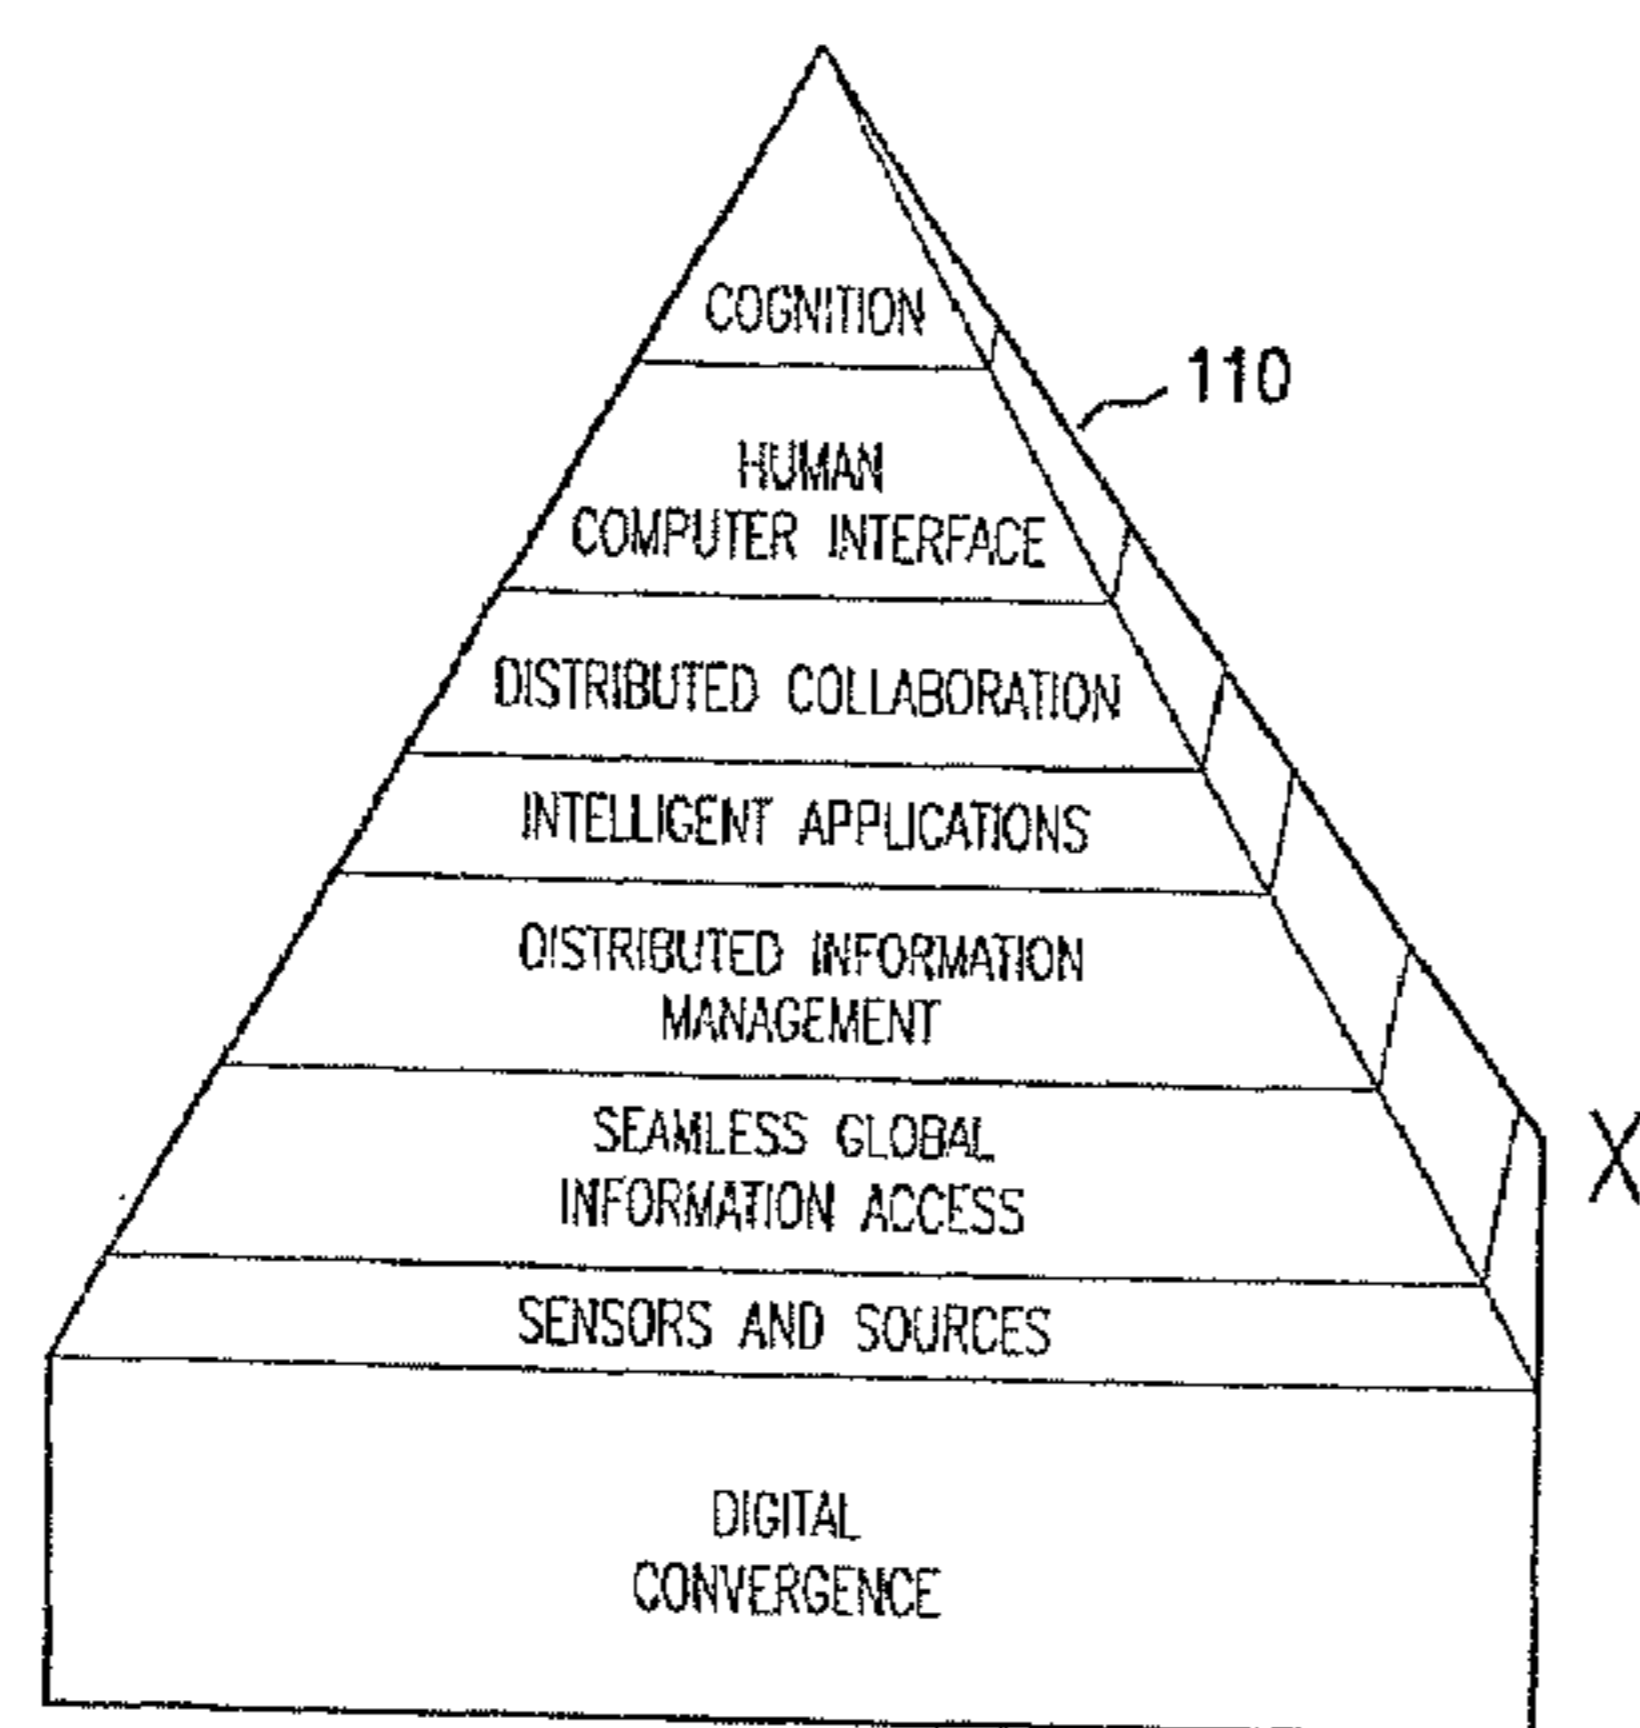 COGNITION
110
HUMAN
COMPUTER INTERFACE
DISTRIBUTED COLLABORATION
INTELLIGENT APPLICATIONS
DISTRIBUTED INFORMATION
MANAGEMENT
SEAMLESS GLOBAL
INFORMATION ACCESS
X
SENSORS AND SOURCES
DIGITAL
CONVERGENCE